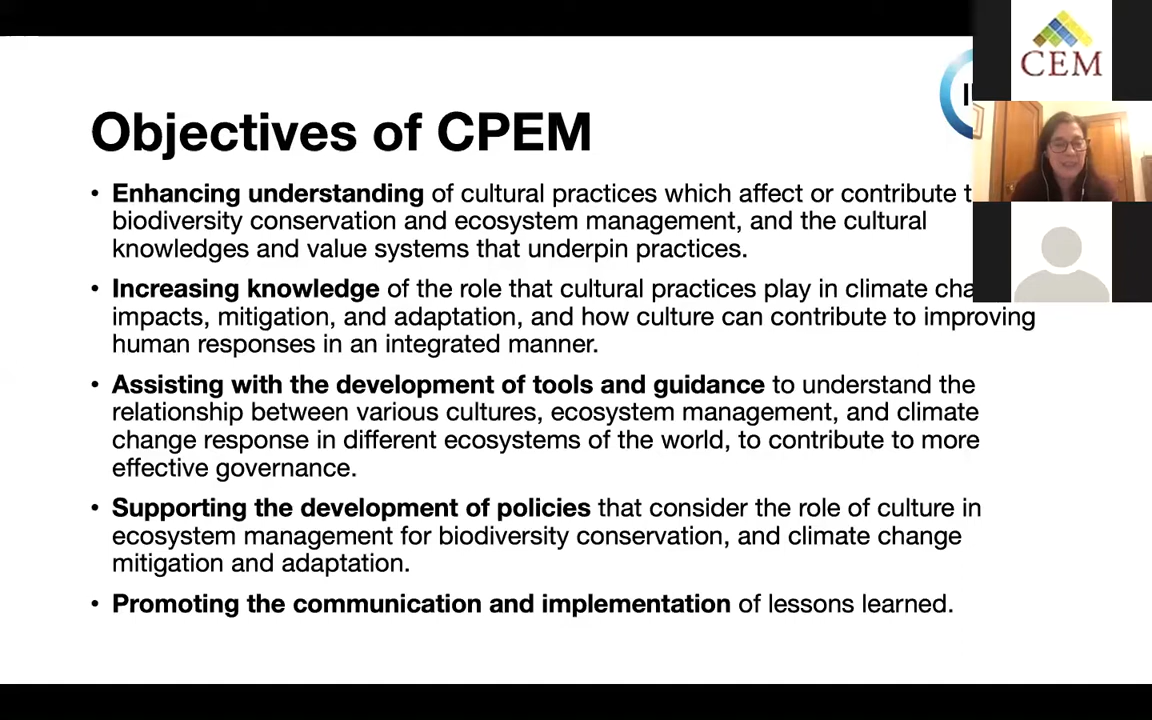 CEM
Objectives of CPEM
• Enhancing understanding of cultural practices which affect or contribute
biodiversity conservation and ecosystem management, and the cultural
knowledges and value systems that underpin practices.
• Increasing knowledge of the role that cultural practices play in climate
impacts, mitigation, and adaptation, and how culture can contribute to improving
human responses in an integrated manner.
• Assisting with the development of tools and guidance to understand the
relationship between various cultures, ecosystem management, and climate
change response in different ecosystems of the world, to contribute to more
effective governance.
• Supporting the development of policies that consider the role of culture in
ecosystem management for biodiversity conservation, and climate change
mitigation and adaptation.
• Promoting the communication and implementation of lessons learned.